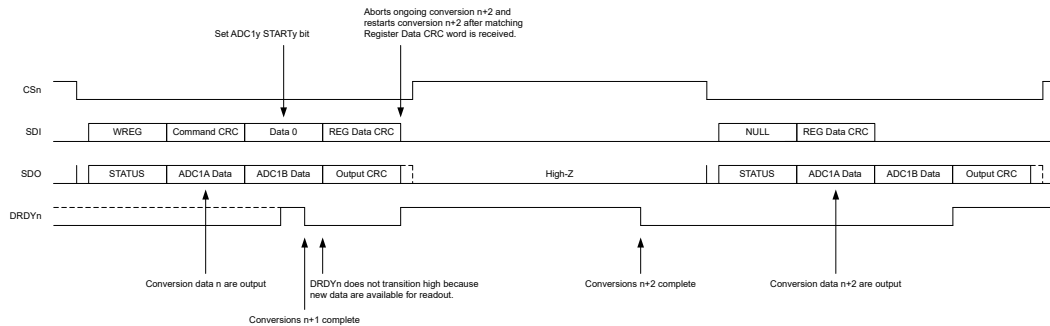 Aborts ongoing conversion n+2 and
restarts conversion n+2 after matching
Register Data CRC word is received.
Set ADC1y STARTy bit
CSn
SDI WREG Command CRC Data 0 REG Data CRC NULL REG Data CRC
SDO STATUS ADC1A Data ADC1B Data Output CRC High-Z STATUS ADC1A Data ADC1B Data Output CRC
DRDYn
Conversion data n are output
DRDYn does not transition high because
new data are available for readout.
Conversions n+2 complete
Conversion data n+2 are output
Conversions n+1 complete